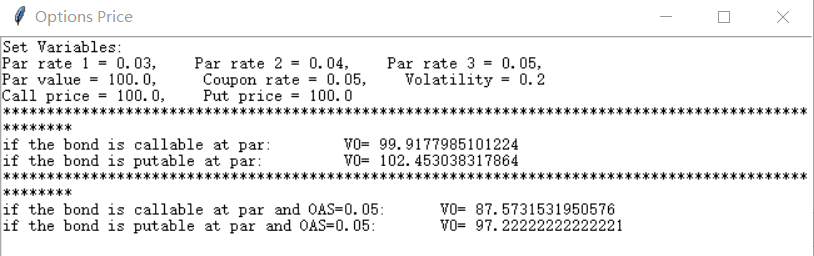 Options Price
Set Variables:
Par rate 1 = 0.03, Par rate 2 = 0.04, Par rate 3 = 0.05,
Par value = 100.0, Coupon rate = 0.05, Volatility = 0.2
Call price = 100.0, Put price = 100.0
********************************************************************************************
********
if the bond is callable at par: V0= 99.9177985101224
if the bond is putable at par: V0= 102.453038317864
********************************************************************************************
********
if the bond is callable at par and OAS=0.05: V0= 87.5731531950576
if the bond is putable at par and OAS=0.05: V0= 97.22222222222221